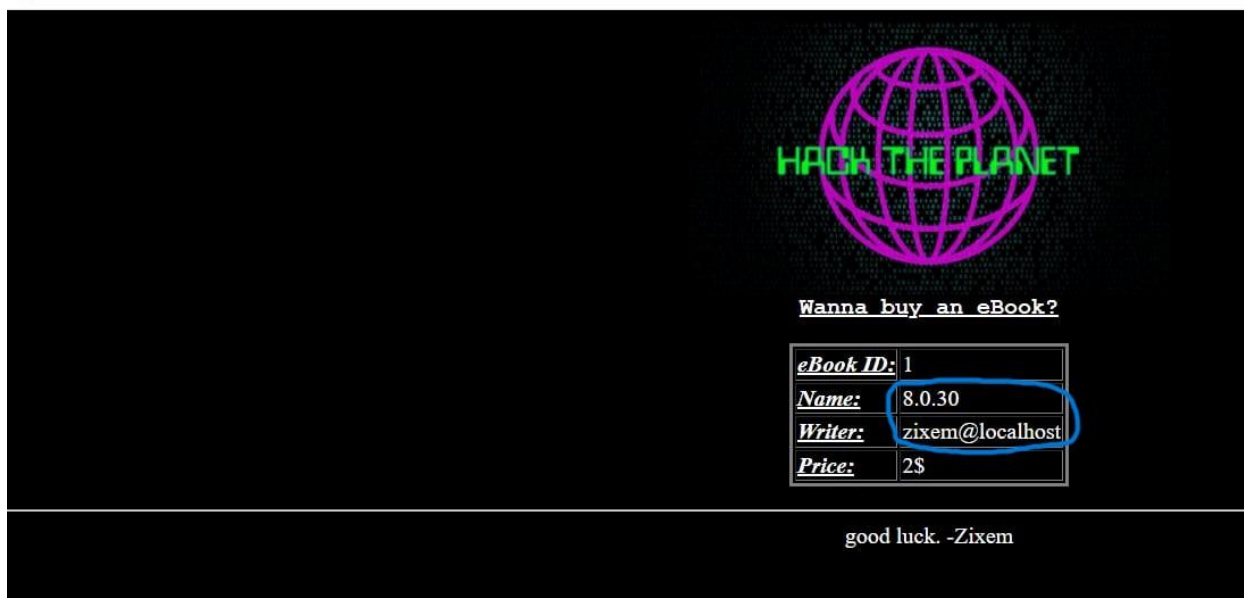 HACK THE PLANET
Wanna buy an eBook?
eBook ID: 1
Name: 8.0.30
Writer: zixem@localhost
Price: 2$
good luck. -Zixem